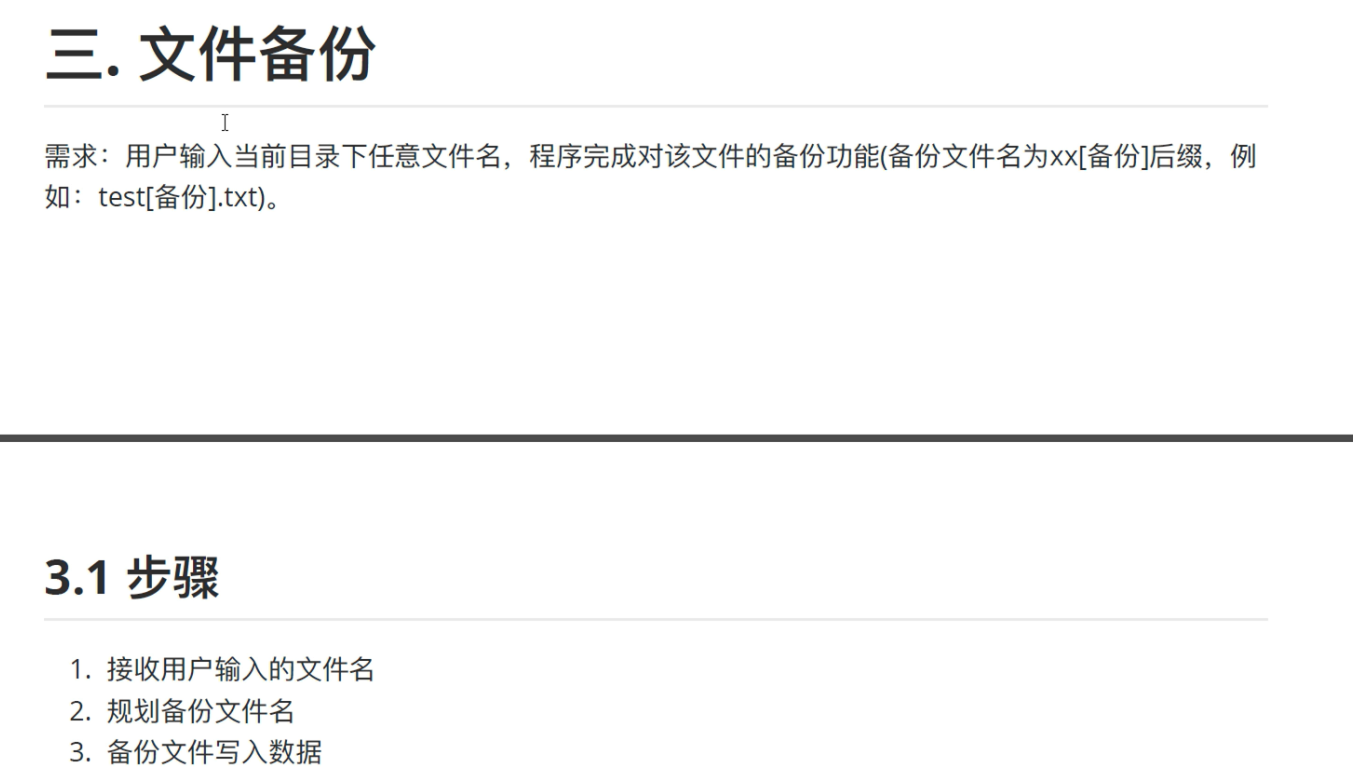 三. 文件备份
需求：用户输入当前目录下任意文件名，程序完成对该文件的备份功能(备份文件名为xx[备份]后缀，例
如：test[备份].txt)。
3.1 步骤
1. 接收用户输入的文件名
2. 规划备份文件名
3. 备份文件写入数据